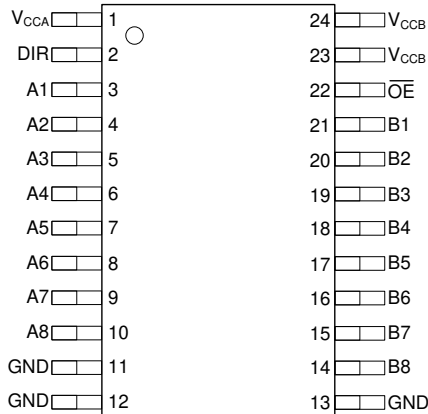 VCCA 1 24 VCCB
DIR 2 23 VCCB
A1 3 22 O̅E̅
A2 4 21 B1
A3 5 20 B2
A4 6 19 B3
A5 7 18 B4
A6 8 17 B5
A7 9 16 B6
A8 10 15 B7
GND 11 14 B8
GND 12 13 GND